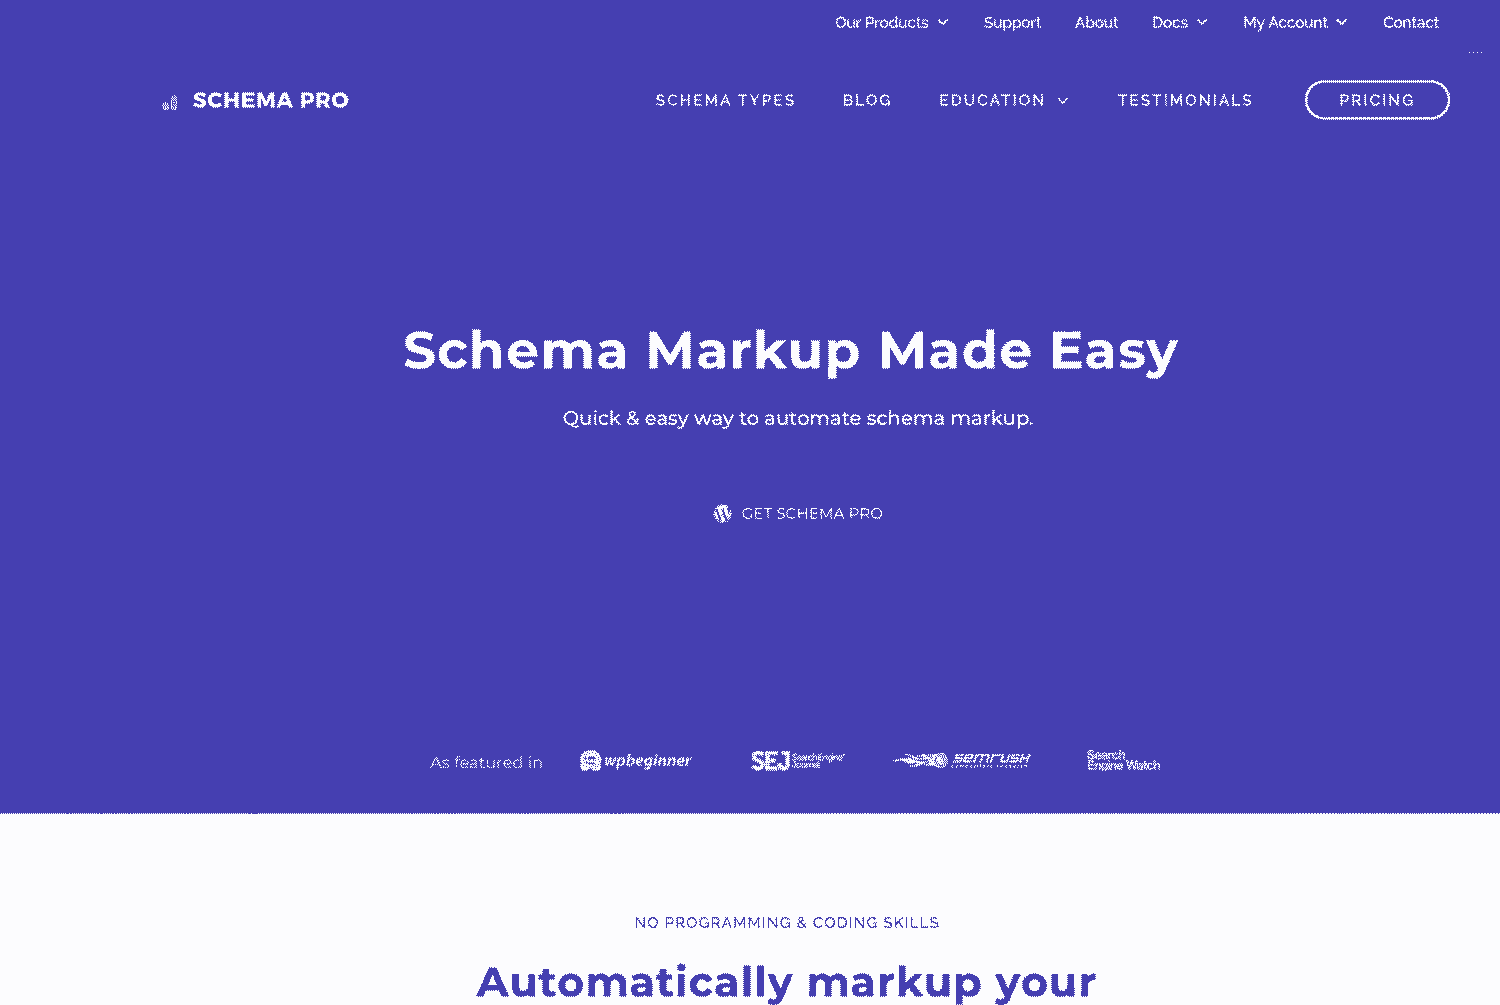 Our Products Support About Docs My Account Contact
SCHEMA PRO SCHEMA TYPES BLOG EDUCATION TESTIMONIALS PRICING
Schema Markup Made Easy
Quick & easy way to automate schema markup.
GET SCHEMA PRO
As featured in wpbeginner SEJ SearchEngine Journal semrush Search
Engine Watch
NO PROGRAMMING & CODING SKILLS
Automatically markup your